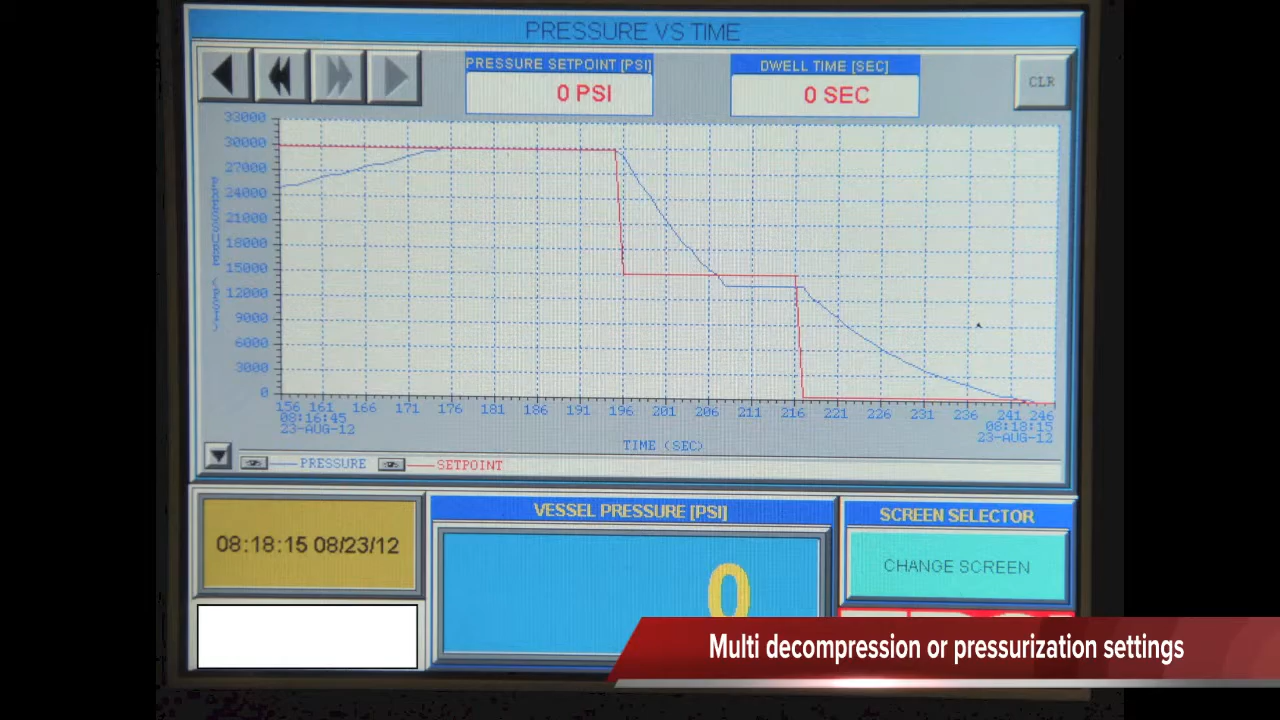 PRESSURE VS TIME
PRESSURE SETPOINT [PSI]
0 PSI
DWELL TIME [SEC]
0 SEC
CLR
33000
30000
27000
24000
21000
18000
15000
12000
9000
6000
3000
0
156 161 166 171 176 181 186 191 196 201 206 211 216 221 226 231 236 241 246
08:16:45
23-AUG-12
08:18:15
23-AUG-12
TIME (SEC)
PRESSURE
SETPOINT
08:18:15 08/23/12
VESSEL PRESSURE [PSI]
0
SCREEN SELECTOR
CHANGE SCREEN
Multi decompression or pressurization settings